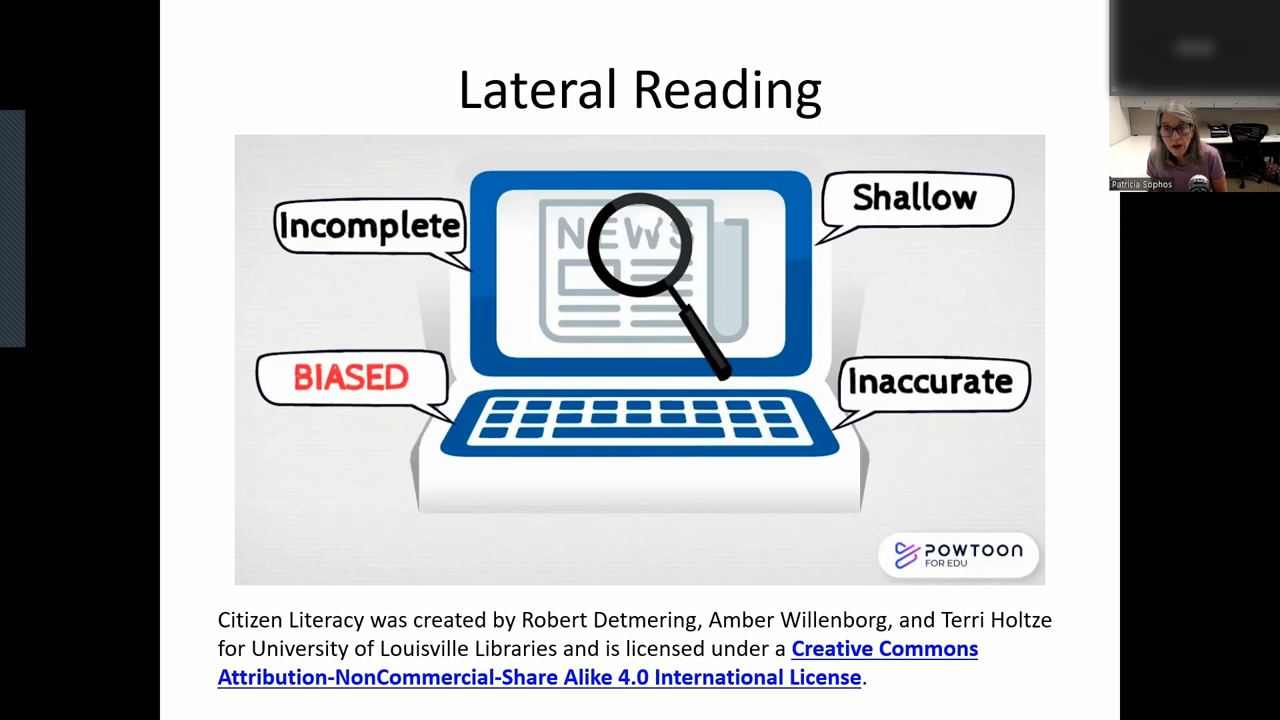 Lateral Reading
Incomplete
Shallow
NEWS
BIASED
Inaccurate
POWTOON
FOR EDU
Citizen Literacy was created by Robert Detmering, Amber Willenborg, and Terri Holtze
for University of Louisville Libraries and is licensed under a Creative Commons
Attribution-NonCommercial-Share Alike 4.0 International License.
Patricia Sophos